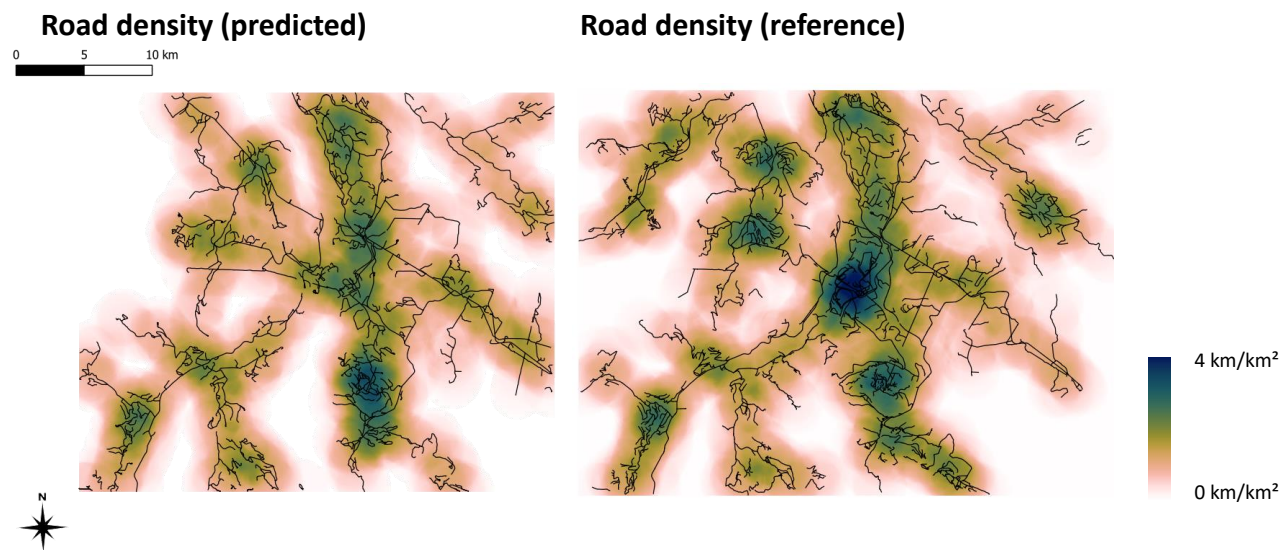 Road density (predicted)
Road density (reference)
0 5 10 km
4 km/km²
0 km/km²
N